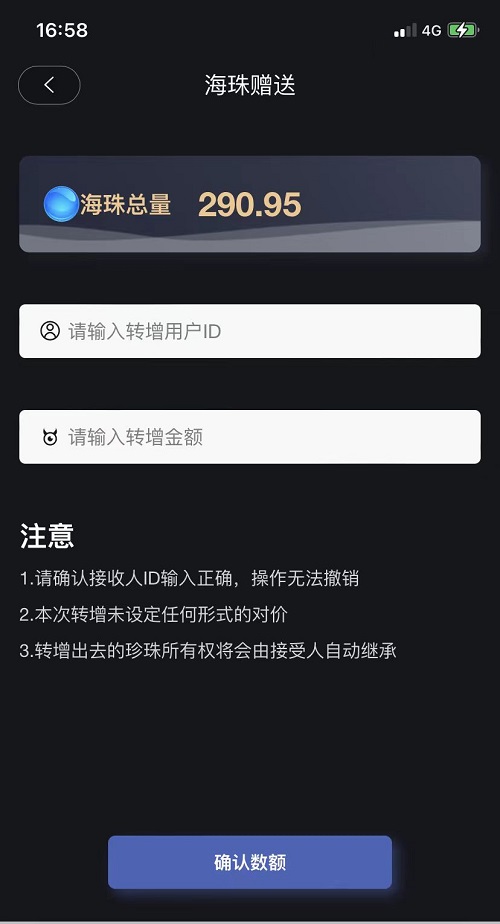 16:58
4G
海珠赠送
海珠总量 290.95
请输入转增用户ID
请输入转增金额
注意
1.请确认接收人ID输入正确，操作无法撤销
2.本次转增未设定任何形式的对价
3.转增出去的珍珠所有权将会由接受人自动继承
确认数额